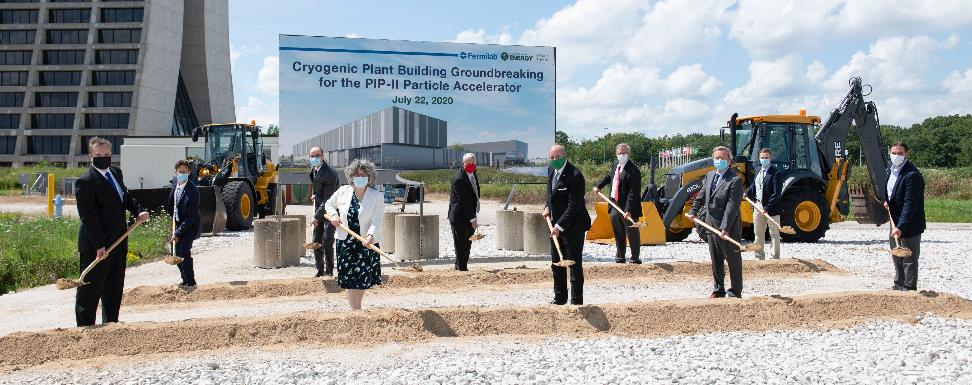 Fermilab
ENERGY
Cryogenic Plant Building Groundbreaking
for the PIP-II Particle Accelerator
July 22, 2020